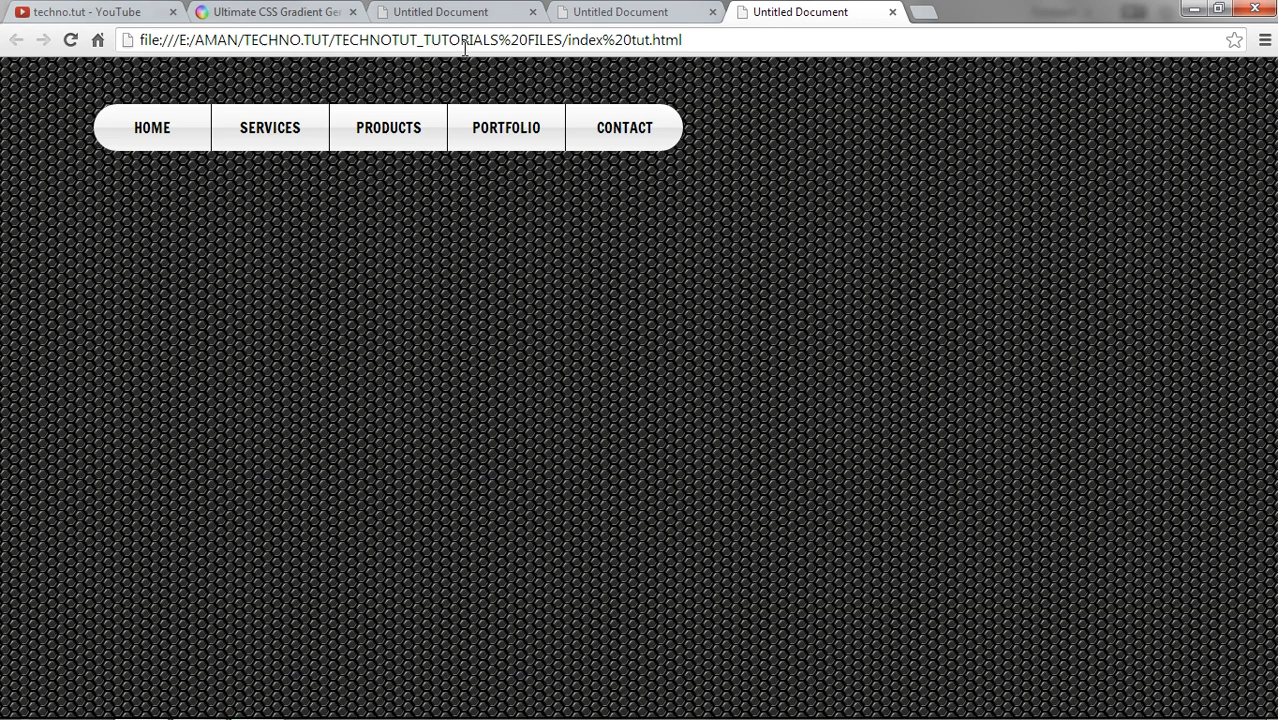 techno.tut - YouTube
Ultimate CSS Gradient Ger
Untitled Document
Untitled Document
Untitled Document
file:///E:/AMAN/TECHNO.TUT/TECHNOTUT_TUTORIALS%20FILES/index%20tut.html
HOME SERVICES PRODUCTS PORTFOLIO CONTACT